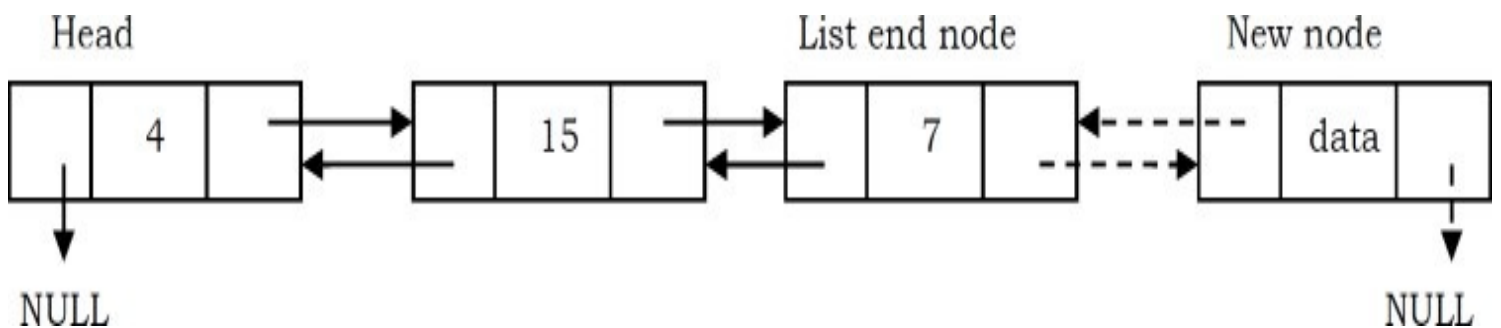 Head List end node New node
4 15 7 data
NULL NULL